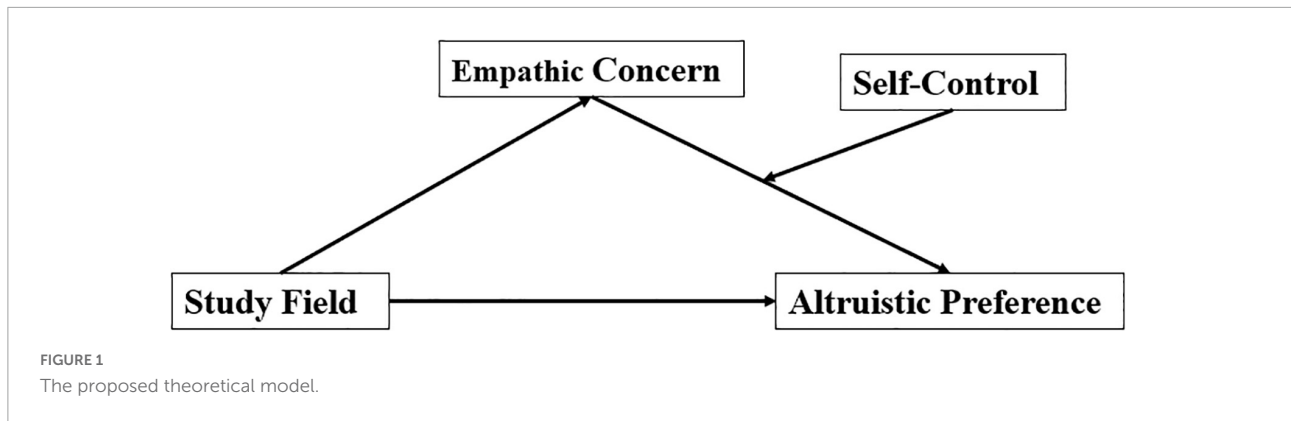 Empathic Concern
Self-Control
Study Field
Altruistic Preference
FIGURE 1
The proposed theoretical model.